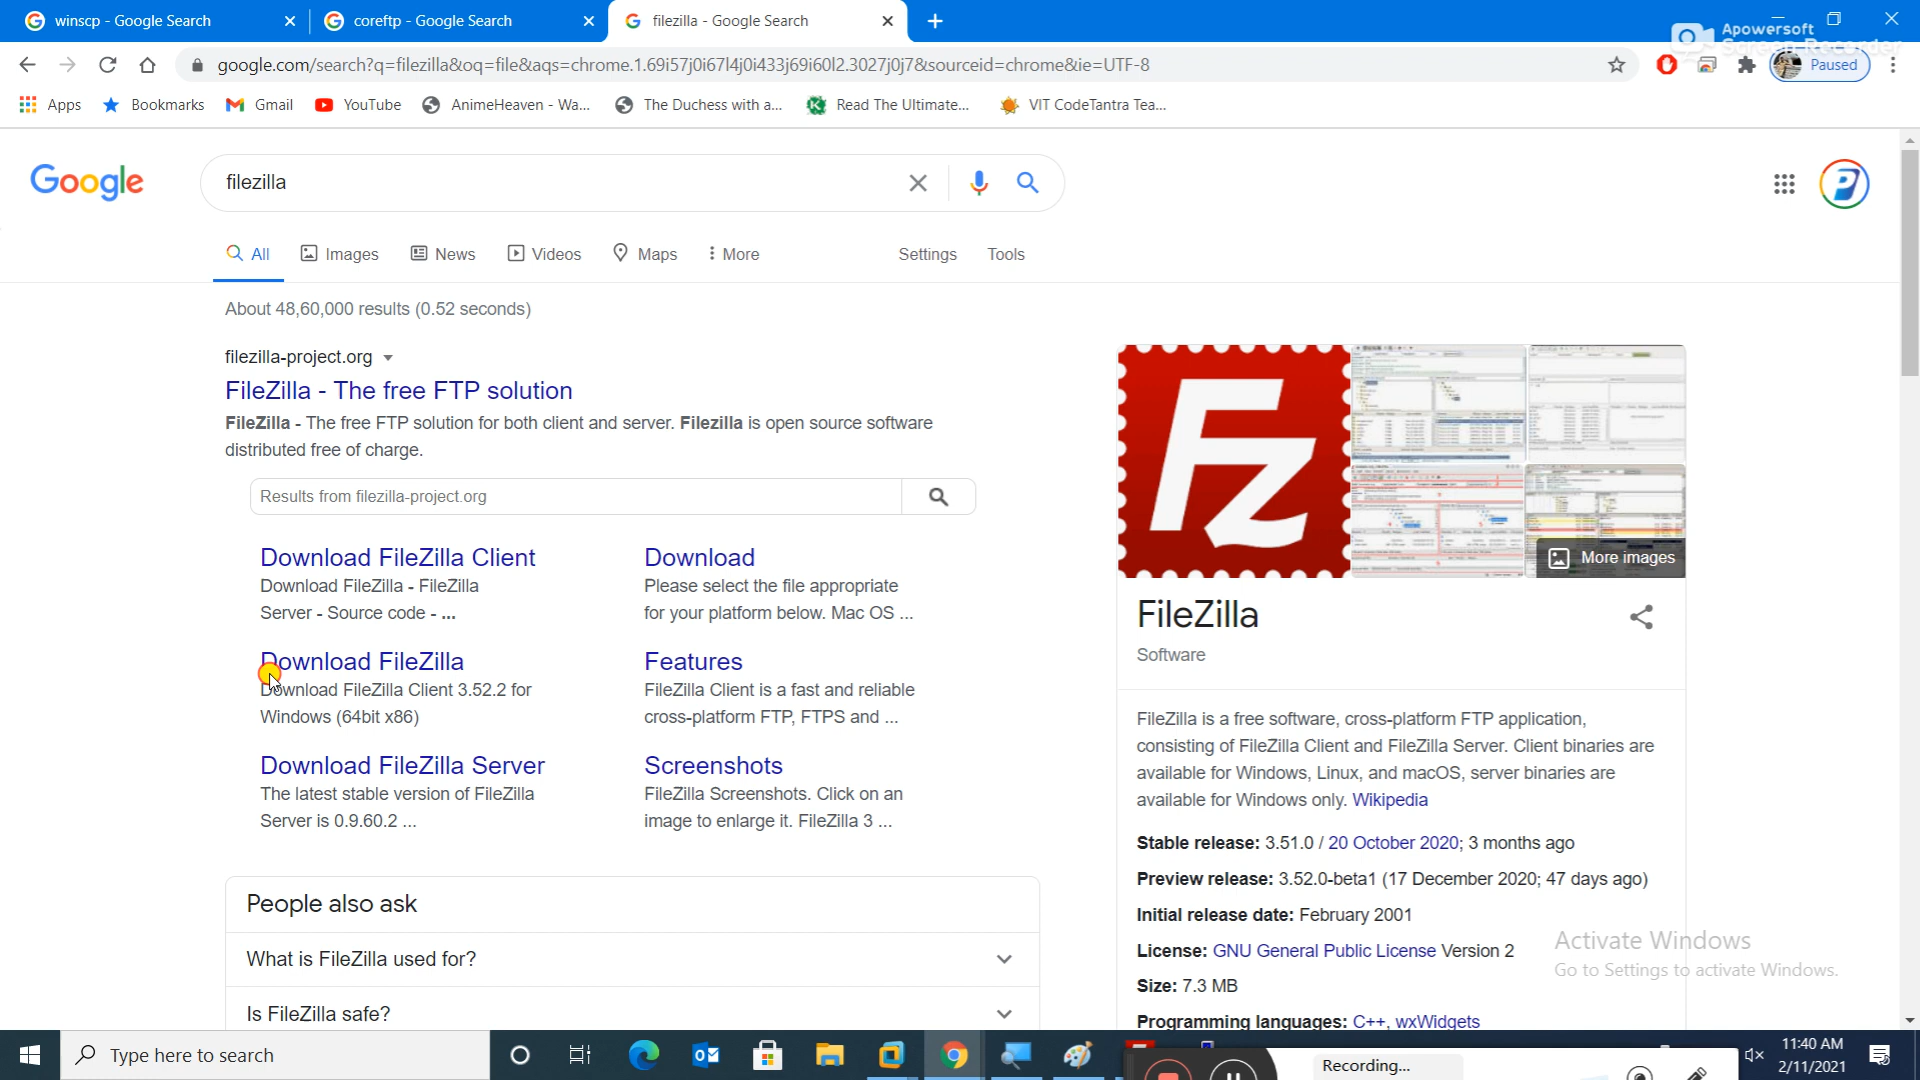 winscp - Google Search
coreftp - Google Search
filezilla - Google Search
Apowersoft
Screen Recorder
google.com/search?q=filezilla&oq=file&aqs=chrome.1.69i57j0i67l4j0i433j69i60l2.3027j0j7&sourceid=chrome&ie=UTF-8
Paused
Apps
Bookmarks
Gmail
YouTube
AnimeHeaven - Wa...
The Duchess with a...
Read The Ultimate...
VIT CodeTantra Tea...
Google
filezilla
All
Images
News
Videos
Maps
More
Settings
Tools
About 48,60,000 results (0.52 seconds)
filezilla-project.org
FileZilla - The free FTP solution
FileZilla - The free FTP solution for both client and server. Filezilla is open source software
distributed free of charge.
Results from filezilla-project.org
Download FileZilla Client
Download FileZilla - FileZilla
Server - Source code - ...
Download
Please select the file appropriate
for your platform below. Mac OS ...
Download FileZilla
Download FileZilla Client 3.52.2 for
Windows (64bit x86)
Features
FileZilla Client is a fast and reliable
cross-platform FTP, FTPS and ...
Download FileZilla Server
The latest stable version of FileZilla
Server is 0.9.60.2 ...
Screenshots
FileZilla Screenshots. Click on an
image to enlarge it. FileZilla 3 ...
People also ask
What is FileZilla used for?
Is FileZilla safe?
Fz
More images
FileZilla
Software
FileZilla is a free software, cross-platform FTP application,
consisting of FileZilla Client and FileZilla Server. Client binaries are
available for Windows, Linux, and macOS, server binaries are
available for Windows only. Wikipedia
Stable release: 3.51.0 / 20 October 2020; 3 months ago
Preview release: 3.52.0-beta1 (17 December 2020; 47 days ago)
Initial release date: February 2001
License: GNU General Public License Version 2
Size: 7.3 MB
Programming languages: C++, wxWidgets
Activate Windows
Go to Settings to activate Windows.
Type here to search
Recording...
11:40 AM
2/11/2021